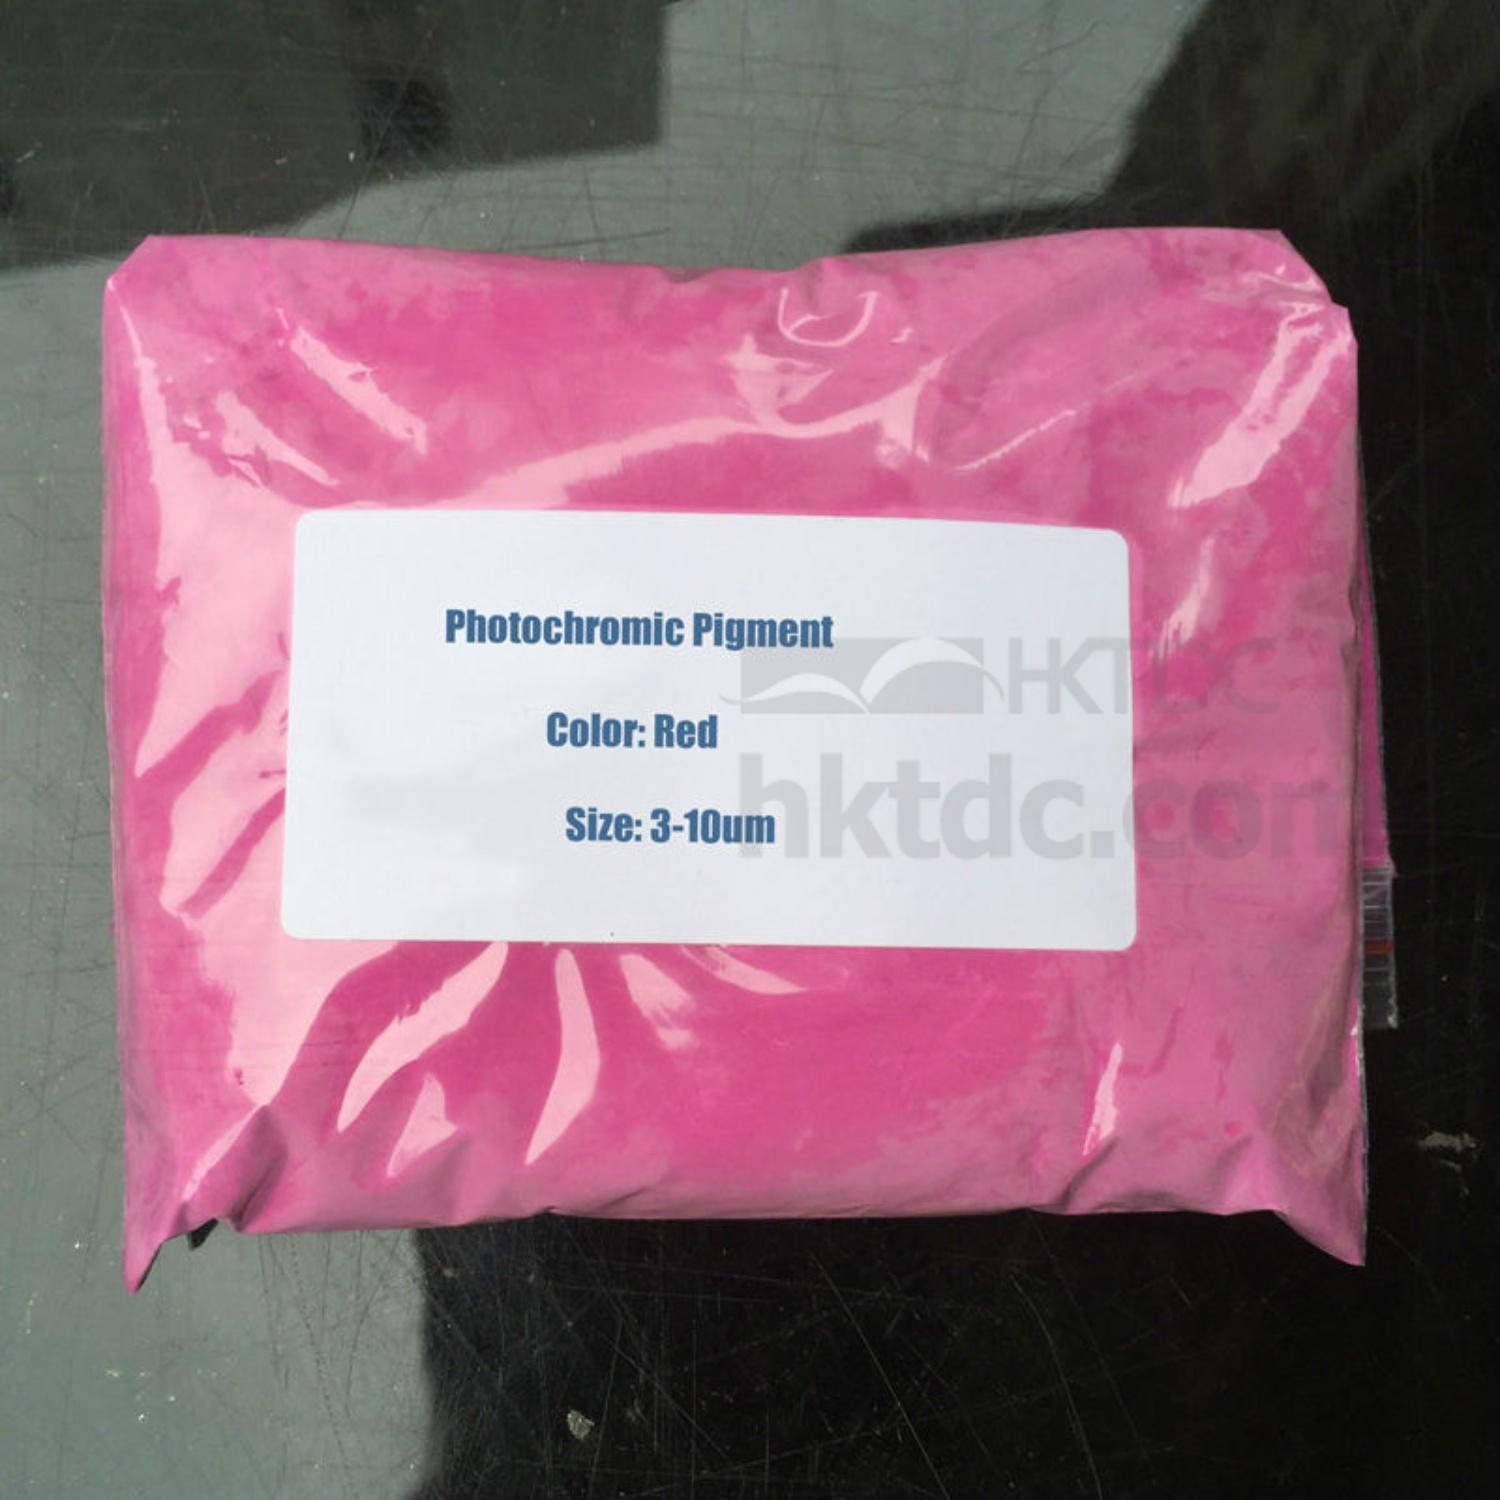 Photochromic Pigment
HKTDC
Color: Red
hktdc.com
Size: 3-10um